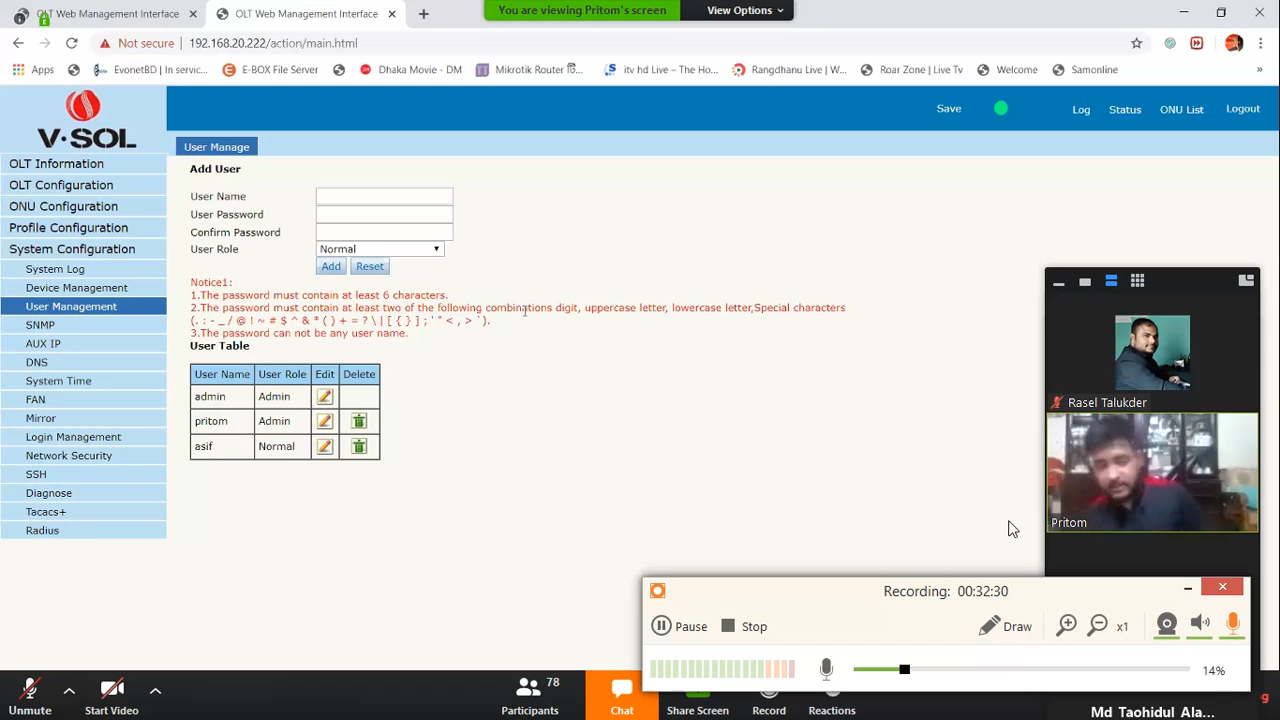 OLT Web Management Interface × OLT Web Management Interface ×
You are viewing Pritom's screen View Options
Not secure 192.168.20.222/action/main.html
Apps EvonetBD | In servic... E-BOX File Server Dhaka Movie - DM Mikrotik Router (o... itv hd Live – The Ho... Rangdhanu Live | W... Roar Zone | Live Tv Welcome Samonline »
V·SOL
Save Log Status ONU List Logout
OLT Information
OLT Configuration
ONU Configuration
Profile Configuration
System Configuration
System Log
Device Management
User Management
SNMP
AUX IP
DNS
System Time
FAN
Mirror
Login Management
Network Security
SSH
Diagnose
Tacacs+
Radius
User Manage
Add User
User Name
User Password
Confirm Password
User Role Normal
Add Reset
Notice1:
1.The password must contain at least 6 characters.
2.The password must contain at least two of the following combinations digit, uppercase letter, lowercase letter,Special characters
(. : - _ / @ ! ~ # $ ^ & * ( ) + = ? \ | [ { } ] ; ' " < , > `).
3.The password can not be any user name.
User Table
User Name User Role Edit Delete
admin Admin
pritom Admin
asif Normal
Rasel Talukder
Pritom
Recording: 00:32:30
Pause Stop Draw x1
14%
Unmute Start Video Participants 78 Chat Share Screen Record Reactions
Md Taohidul Ala...